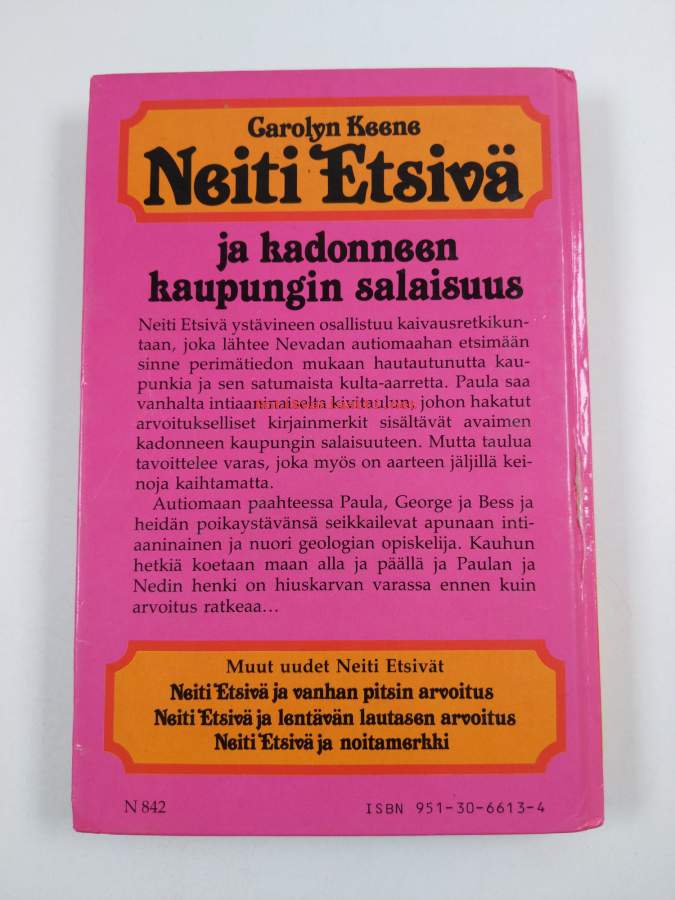 Carolyn Keene
Neiti Etsivä
ja kadonneen
kaupungin salaisuus
Neiti Etsivä ystävineen osallistuu kaivausretkikun-
taan, joka lähtee Nevadan autiomaahan etsimään
sinne perimätiedon mukaan hautautunutta kau-
punkia ja sen satumaista kulta-aarretta. Paula saa
vanhalta intiaaninaiselta kivitaulun, johon hakatut
arvoitukselliset kirjainmerkit sisältävät avaimen
kadonneen kaupungin salaisuuteen. Mutta taulua
tavoittelee varas, joka myös on aarteen jäljillä kei-
noja kaihtamatta.
Autiomaan paahteessa Paula, George ja Bess ja
heidän poikaystävänsä seikkailevat apunaan inti-
aaninainen ja nuori geologian opiskelija. Kauhun
hetkiä koetaan maan alla ja päällä ja Paulan ja
Nedin henki on hiuskarvan varassa ennen kuin
arvoitus ratkeaa...
Muut uudet Neiti Etsivät
Neiti Etsivä ja vanhan pitsin arvoitus
Neiti Etsivä ja lentävän lautasen arvoitus
Neiti Etsivä ja noitamerkki
N 842
ISBN 951-30-6613-4